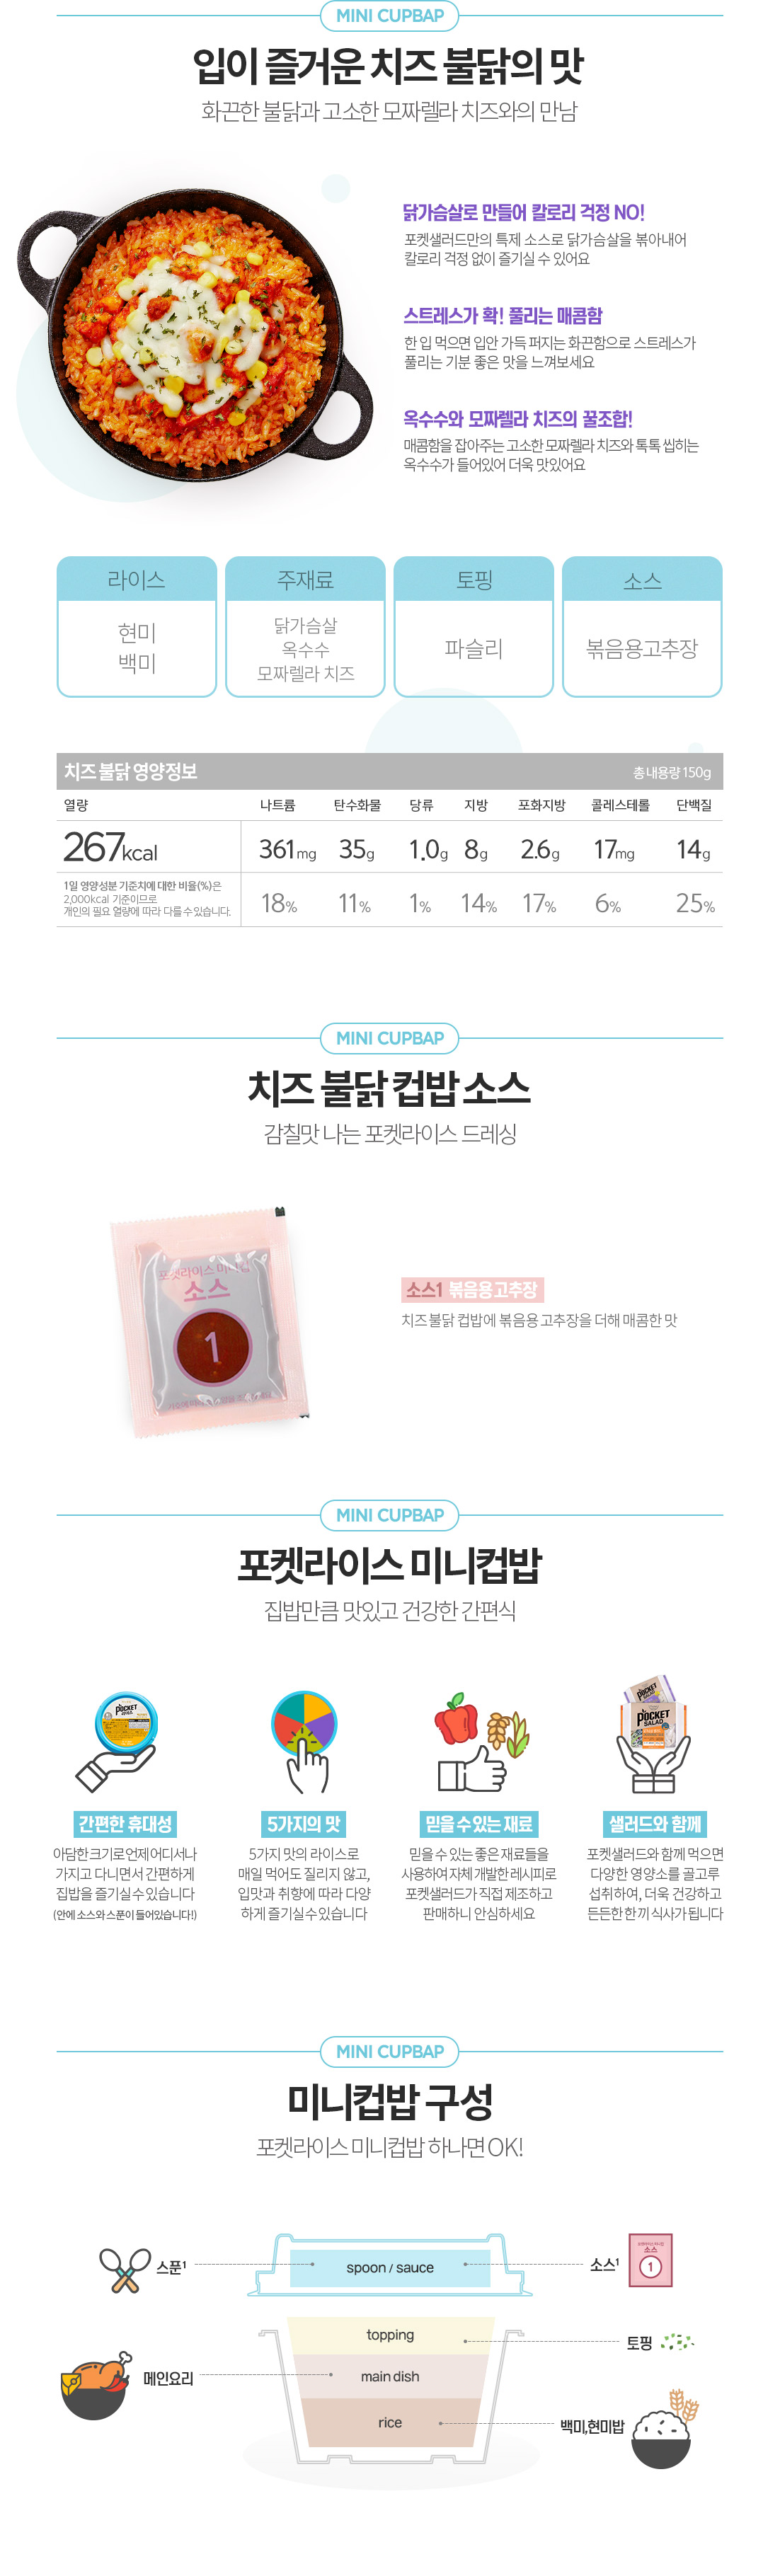 MINI CUPBAP
입이 즐거운 치즈 불닭의 맛
화끈한 불닭과 고소한 모짜렐라 치즈와의 만남
닭가슴살로 만들어 칼로리 걱정 NO!
포켓샐러드만의 특제 소스로 닭가슴살을 볶아내어
칼로리 걱정 없이 즐기실 수 있어요
스트레스가 확! 풀리는 매콤함
한 입 먹으면 입안 가득 퍼지는 화끈함으로 스트레스가
풀리는 기분 좋은 맛을 느껴보세요
옥수수와 모짜렐라 치즈의 꿀조합!
매콤함을 잡아주는 고소한 모짜렐라 치즈와 톡톡 씹히는
옥수수가 들어있어 더욱 맛있어요
라이스 주재료 토핑 소스
현미
백미
닭가슴살
옥수수
모짜렐라 치즈
파슬리
볶음용고추장
치즈 불닭 영양정보 총 내용량 150g
열량 나트륨 탄수화물 당류 지방 포화지방 콜레스테롤 단백질
267kcal 361mg 35g 1.0g 8g 2.6g 17mg 14g
1일 영양성분 기준치에 대한 비율(%)은
2,000kcal 기준이므로
개인의 필요 열량에 따라 다를 수 있습니다.
18% 11% 1% 14% 17% 6% 25%
MINI CUPBAP
치즈 불닭 컵밥 소스
감칠맛 나는 포켓라이스 드레싱
포켓라이스 미니컵밥
소스
1
소스1 볶음용고추장
치즈 불닭 컵밥에 볶음용 고추장을 더해 매콤한 맛
MINI CUPBAP
포켓라이스 미니컵밥
집밥만큼 맛있고 건강한 간편식
POCKET
POCKET
SALAD
간편한 휴대성
아담한 크기로 언제 어디서나
가지고 다니면서 간편하게
집밥을 즐기실 수 있습니다
(안에 소스와 스푼이 들어있습니다!)
5가지의 맛
5가지 맛의 라이스로
매일 먹어도 질리지 않고,
입맛과 취향에 따라 다양
하게 즐기실 수 있습니다
믿을 수 있는 재료
믿을 수 있는 좋은 재료들을
사용하여 자체 개발한 레시피로
포켓샐러드가 직접 제조하고
판매하니 안심하세요
샐러드와 함께
포켓샐러드와 함께 먹으면
다양한 영양소를 골고루
섭취하여, 더욱 건강하고
든든한 한 끼 식사가 됩니다
MINI CUPBAP
미니컵밥 구성
포켓라이스 미니컵밥 하나면 OK!
스푼1
spoon / sauce
소스1
소스
1
topping
토핑
메인요리
main dish
rice
백미,현미밥